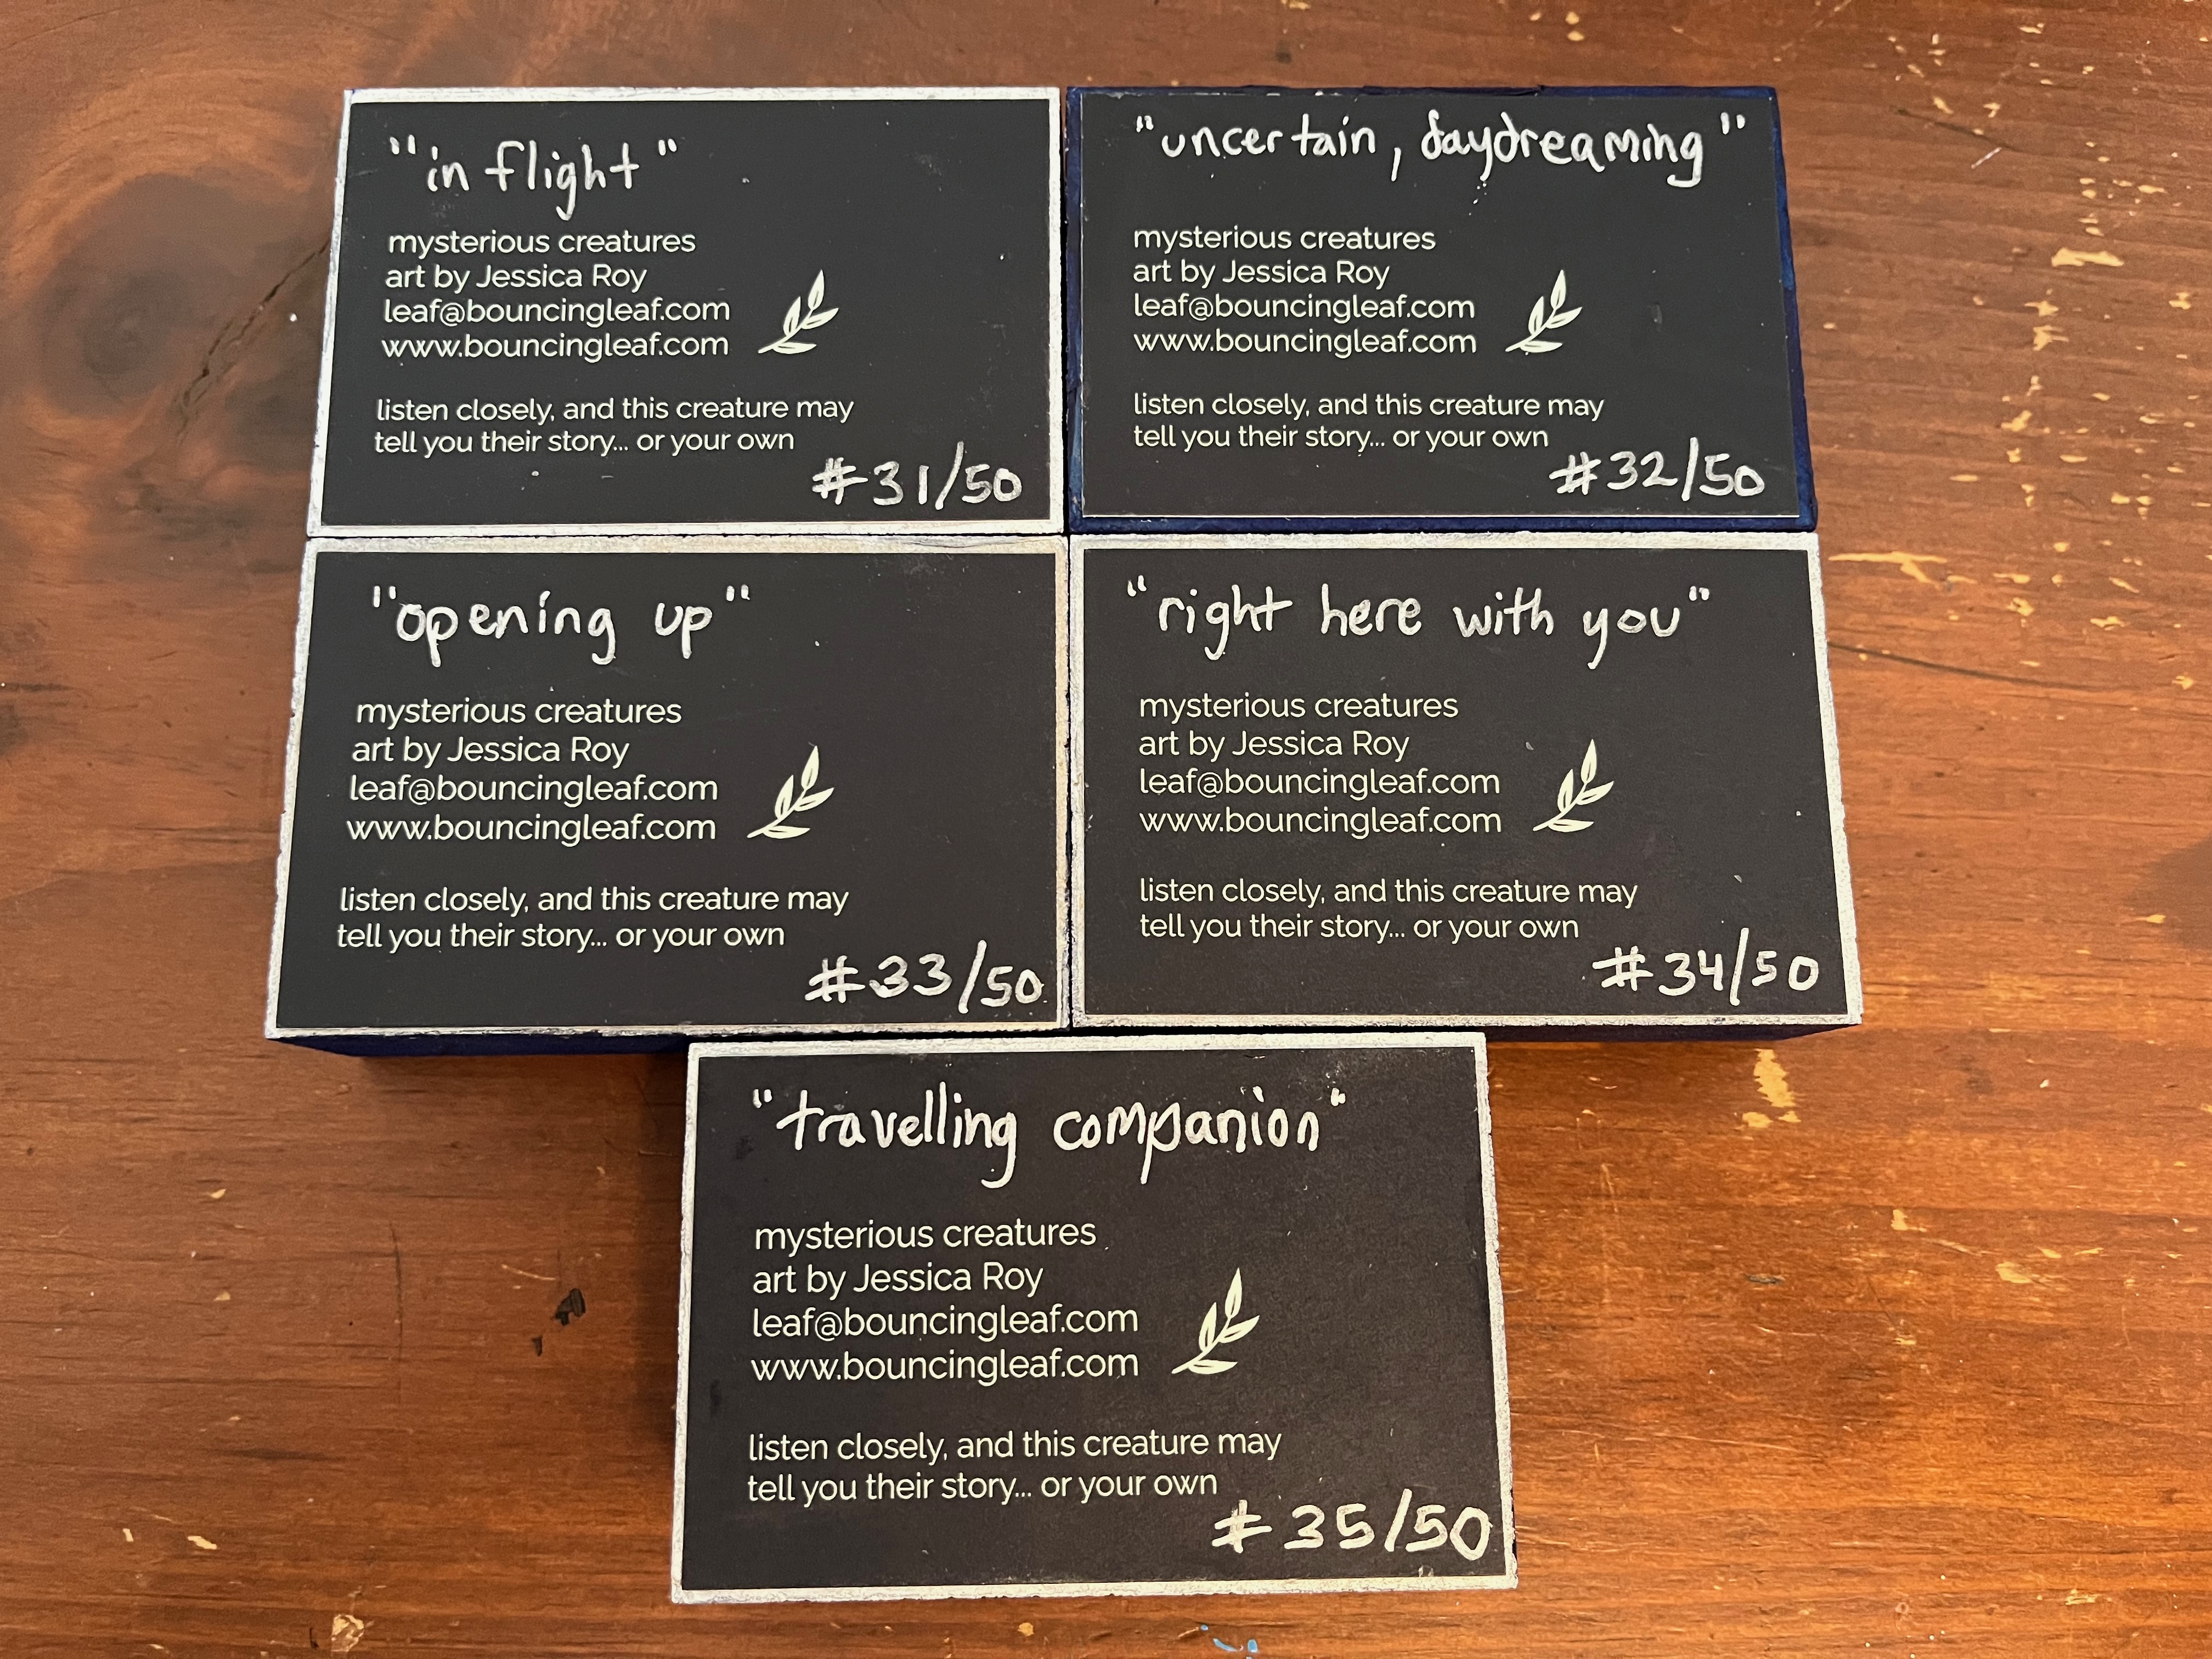 "in flight"
mysterious creatures
art by Jessica Roy
leaf@bouncingleaf.com
www.bouncingleaf.com
listen closely, and this creature may
tell you their story... or your own
#31/50
"uncertain, daydreaming"
mysterious creatures
art by Jessica Roy
leaf@bouncingleaf.com
www.bouncingleaf.com
listen closely, and this creature may
tell you their story... or your own
#32/50
"opening up"
mysterious creatures
art by Jessica Roy
leaf@bouncingleaf.com
www.bouncingleaf.com
listen closely, and this creature may
tell you their story... or your own
#33/50
"right here with you"
mysterious creatures
art by Jessica Roy
leaf@bouncingleaf.com
www.bouncingleaf.com
listen closely, and this creature may
tell you their story... or your own
#34/50
"travelling companion"
mysterious creatures
art by Jessica Roy
leaf@bouncingleaf.com
www.bouncingleaf.com
listen closely, and this creature may
tell you their story... or your own
#35/50